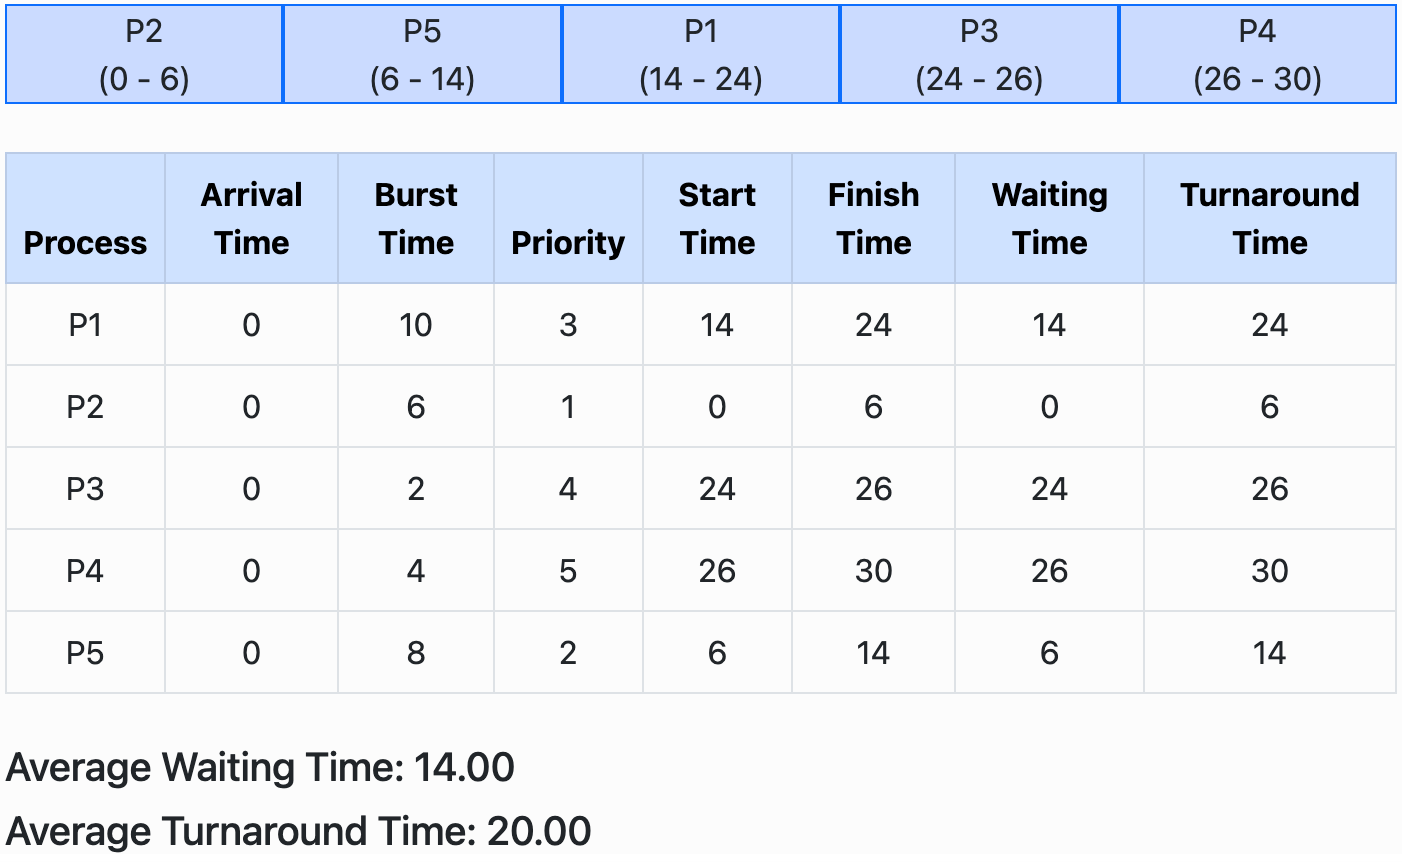 P2 P5 P1 P3 P4
(0 - 6) (6 - 14) (14 - 24) (24 - 26) (26 - 30)
Process Arrival Time Burst Time Priority Start Time Finish Time Waiting Time Turnaround Time
P1 0 10 3 14 24 14 24
P2 0 6 1 0 6 0 6
P3 0 2 4 24 26 24 26
P4 0 4 5 26 30 26 30
P5 0 8 2 6 14 6 14
Average Waiting Time: 14.00
Average Turnaround Time: 20.00